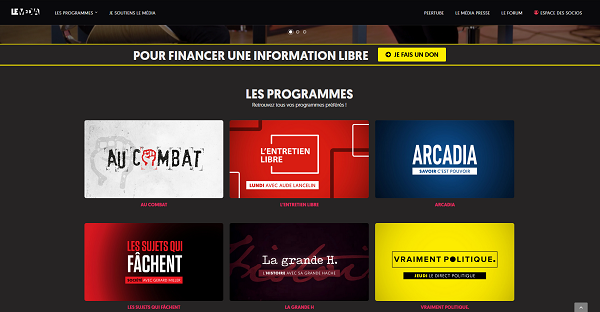 LE MÉDIA
LES PROGRAMMES
JE SOUTIENS LE MÉDIA
PEERTUBE
LE MÉDIA PRESSE
LE FORUM
ESPACE DES SOCIOS
POUR FINANCER UNE INFORMATION LIBRE
JE FAIS UN DON
LES PROGRAMMES
Retrouvez tous vos programmes préférés !
AU COMBAT
L'ENTRETIEN
LIBRE
LUNDI AVEC AUDE LANCELIN
ARCADIA
SAVOIR C'EST POUVOIR
AU COMBAT
L'ENTRETIEN LIBRE
ARCADIA
LES SUJETS QUI
FÂCHENT
SOCIÉTÉ AVEC GÉRARD MILLER
La grande H.
L'HISTOIRE AVEC SA GRANDE HACHE
VRAIMENT POLITIQUE.
JEUDI LE DIRECT POLITIQUE
LES SUJETS QUI FÂCHENT
LA GRANDE H
VRAIMENT POLITIQUE.